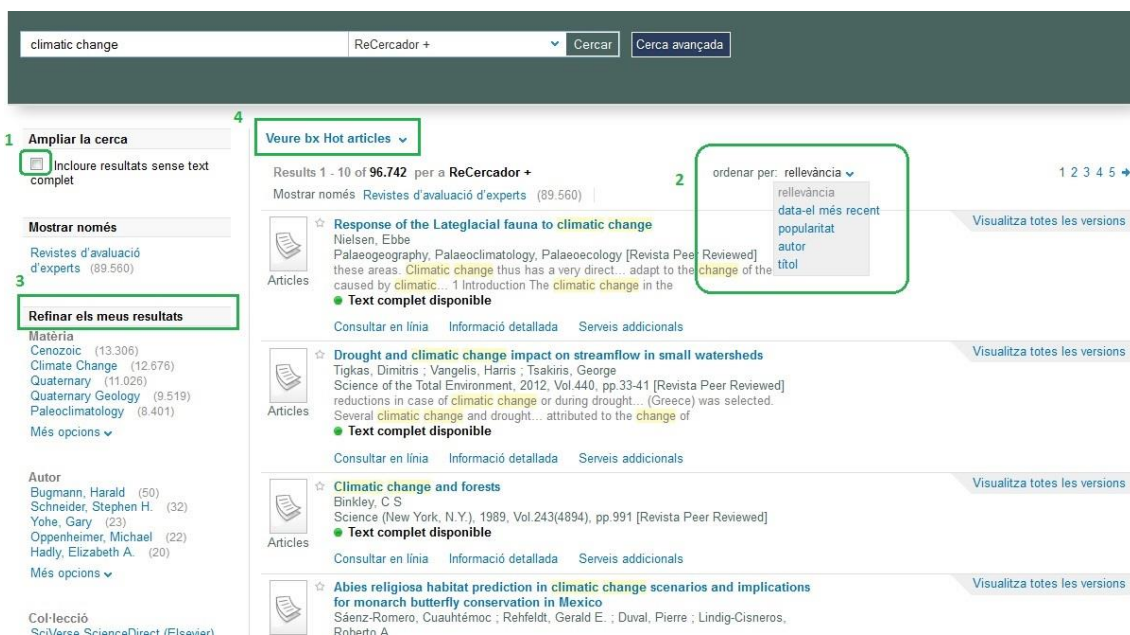 climatic change
ReCercador +
Cercar
Cerca avançada
1
Ampliar la cerca
Incloure resultats sense text
complet
Mostrar només
Revistes d'avaluació
d'experts (89.560)
3
Refinar els meus resultats
Matèria
Cenozoic (13.306)
Climate Change (12.676)
Quaternary (11.026)
Quaternary Geology (9.519)
Paleoclimatology (8.401)
Més opcions
Autor
Bugmann, Harald (50)
Schneider, Stephen H. (32)
Yohe, Gary (23)
Oppenheimer, Michael (22)
Hadly, Elizabeth A. (20)
Més opcions
Col·lecció
SciVerse ScienceDirect (Elsevier)
4
Veure bx Hot articles
Results 1 - 10 of 96.742 per a ReCercador +
Mostrar només Revistes d'avaluació d'experts (89.560)
2
ordenar per: rellevància
rellevància
data-el més recent
popularitat
autor
títol
1 2 3 4 5
Articles
Response of the Lateglacial fauna to climatic change
Nielsen, Ebbe
Palaeogeography, Palaeoclimatology, Palaeoecology [Revista Peer Reviewed]
these areas. Climatic change thus has a very direct... adapt to the change of the
caused by climatic... 1 Introduction The climatic change in the
Text complet disponible
Consultar en línia Informació detallada Serveis addicionals
Visualitza totes les versions
Articles
Drought and climatic change impact on streamflow in small watersheds
Tigkas, Dimitris ; Vangelis, Harris ; Tsakiris, George
Science of the Total Environment, 2012, Vol.440, pp.33-41 [Revista Peer Reviewed]
reductions in case of climatic change or during drought... (Greece) was selected.
Several climatic change and drought... attributed to the change of
Text complet disponible
Consultar en línia Informació detallada Serveis addicionals
Visualitza totes les versions
Articles
Climatic change and forests
Binkley, C S
Science (New York, N.Y.), 1989, Vol.243(4894), pp.991 [Revista Peer Reviewed]
Text complet disponible
Consultar en línia Informació detallada Serveis addicionals
Visualitza totes les versions
Abies religiosa habitat prediction in climatic change scenarios and implications
for monarch butterfly conservation in Mexico
Sáenz-Romero, Cuauhtémoc ; Rehfeldt, Gerald E. ; Duval, Pierre ; Lindig-Cisneros,
Roberto A
Visualitza totes les versions